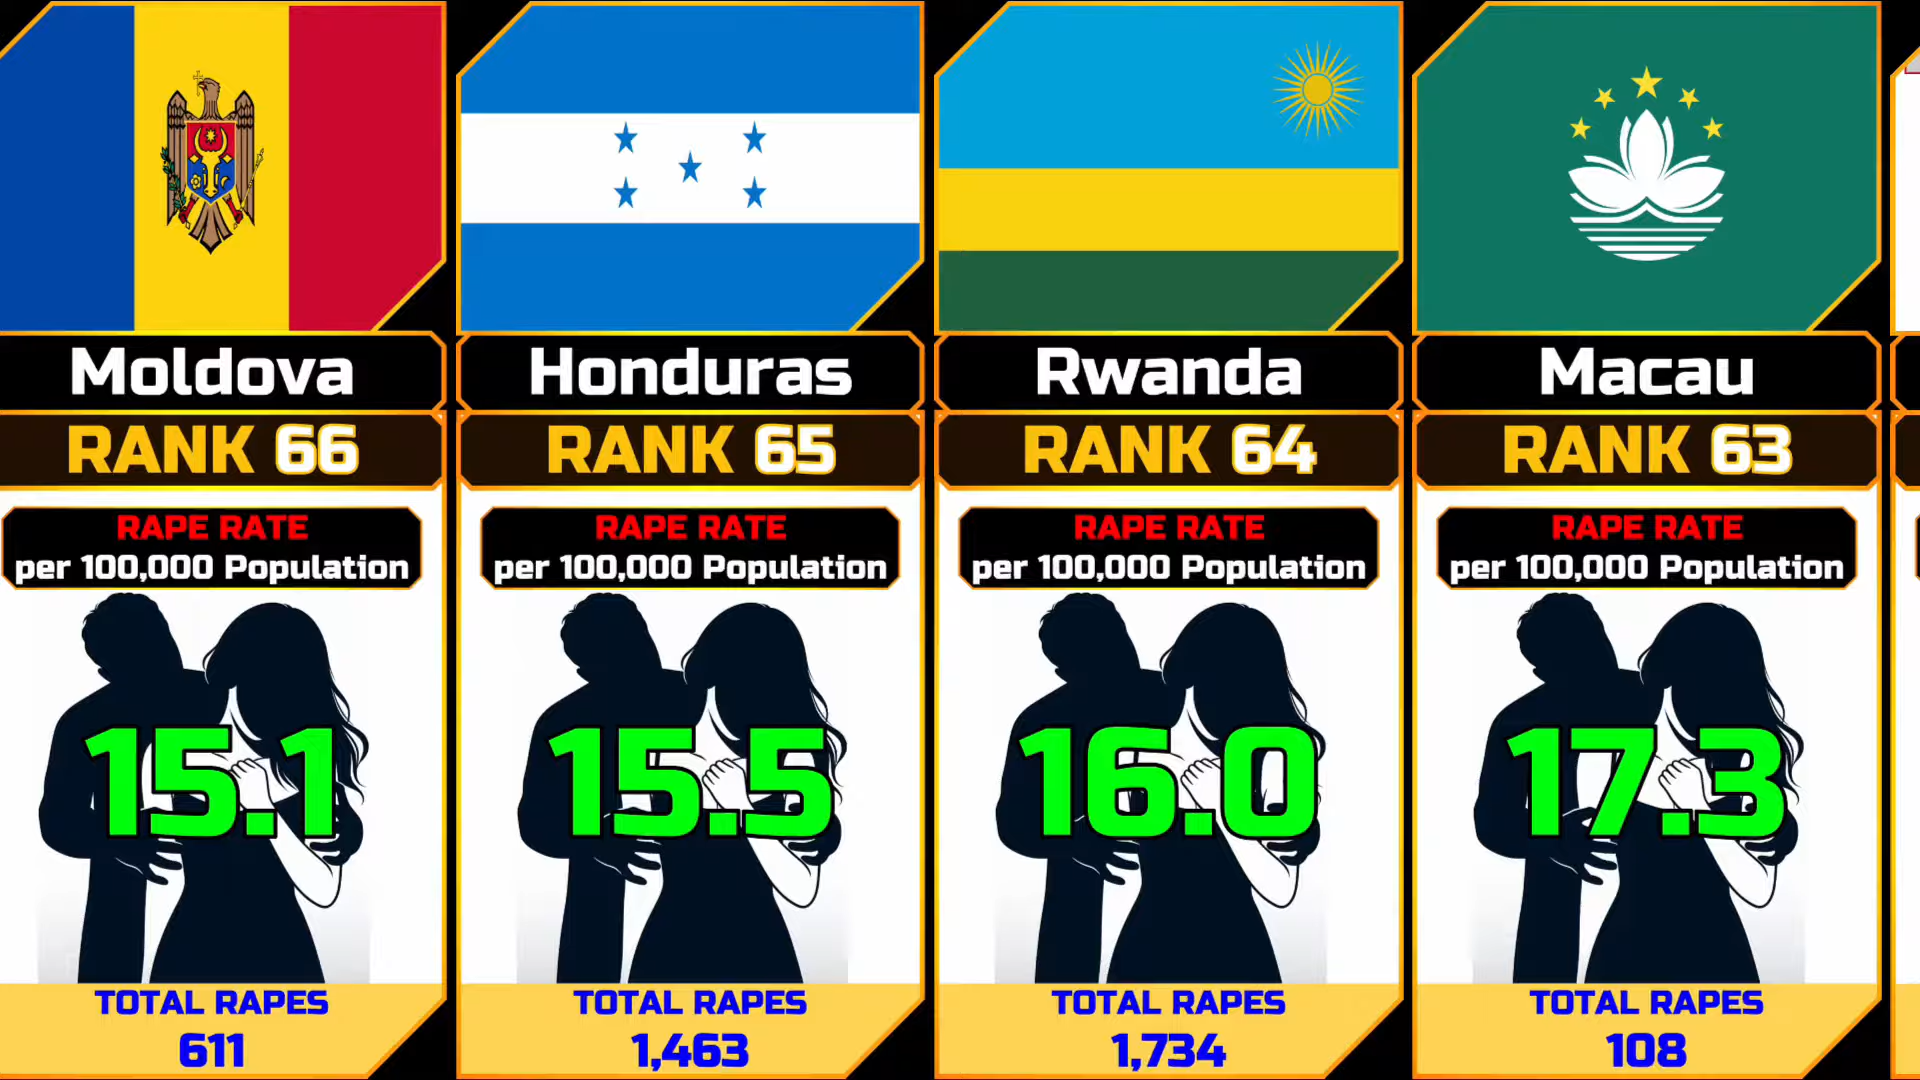 Moldova
RANK 66
RAPE RATE
per 100,000 Population
15.1
TOTAL RAPES
611
Honduras
RANK 65
RAPE RATE
per 100,000 Population
15.5
TOTAL RAPES
1,463
Rwanda
RANK 64
RAPE RATE
per 100,000 Population
16.0
TOTAL RAPES
1,734
Macau
RANK 63
RAPE RATE
per 100,000 Population
17.3
TOTAL RAPES
108